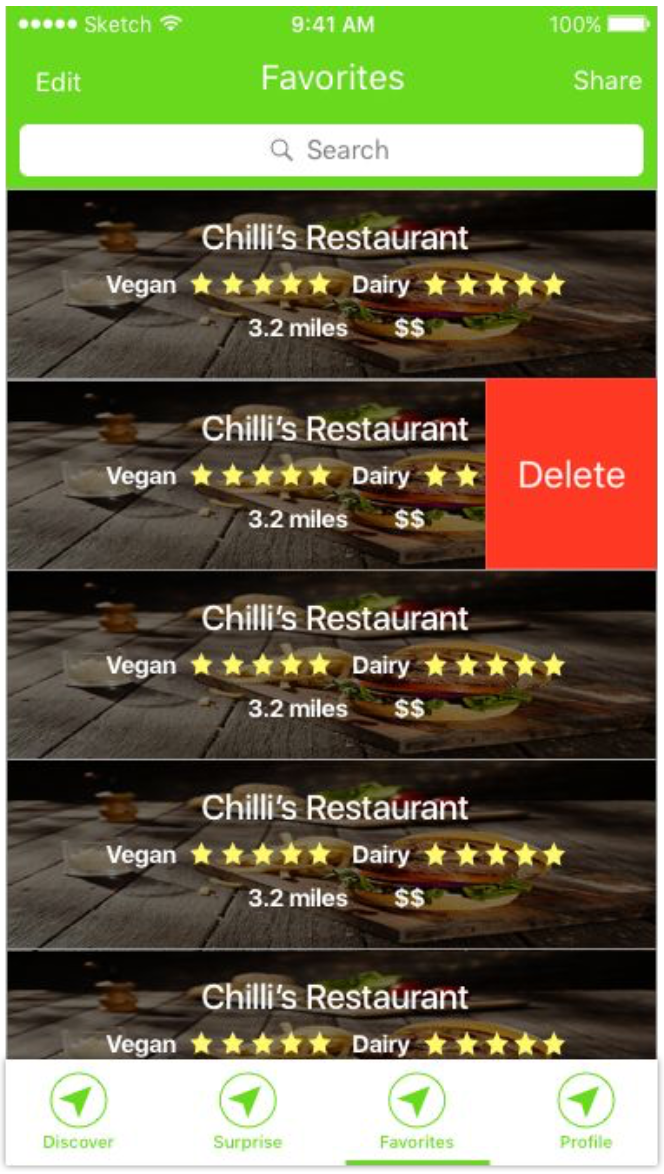 Sketch 9:41 AM 100%
Edit Favorites Share
Search
Chilli's Restaurant
Vegan Dairy
3.2 miles $$
Chilli's Restaurant
Vegan Dairy
3.2 miles $$
Delete
Chilli's Restaurant
Vegan Dairy
3.2 miles $$
Chilli's Restaurant
Vegan Dairy
3.2 miles $$
Chilli's Restaurant
Vegan Dairy
Discover Surprise Favorites Profile